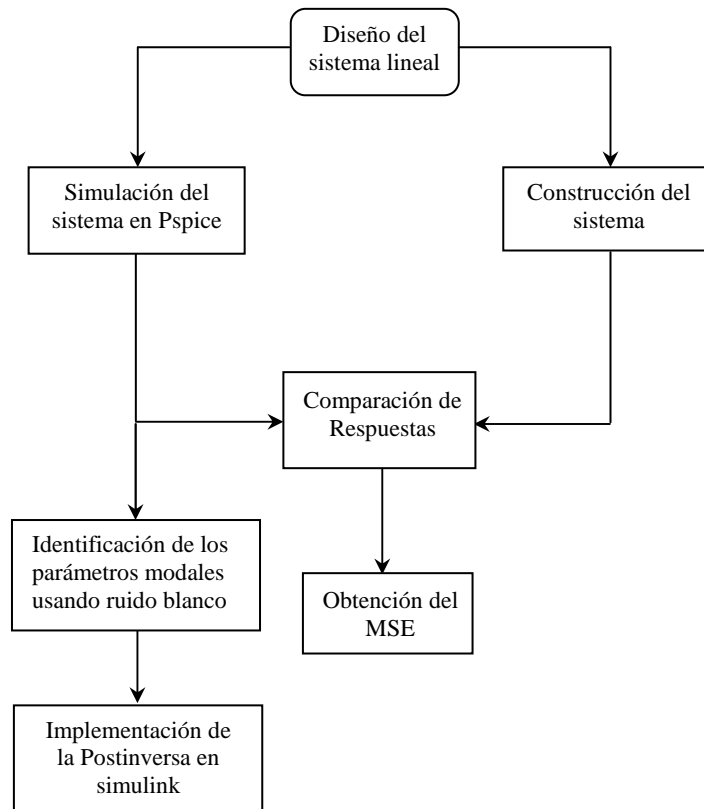 Diseño del
sistema lineal
Simulación del
sistema en Pspice
Construcción del
sistema
Comparación de
Respuestas
Identificación de los
parámetros modales
usando ruido blanco
Obtención del
MSE
Implementación de
la Postinversa en
simulink